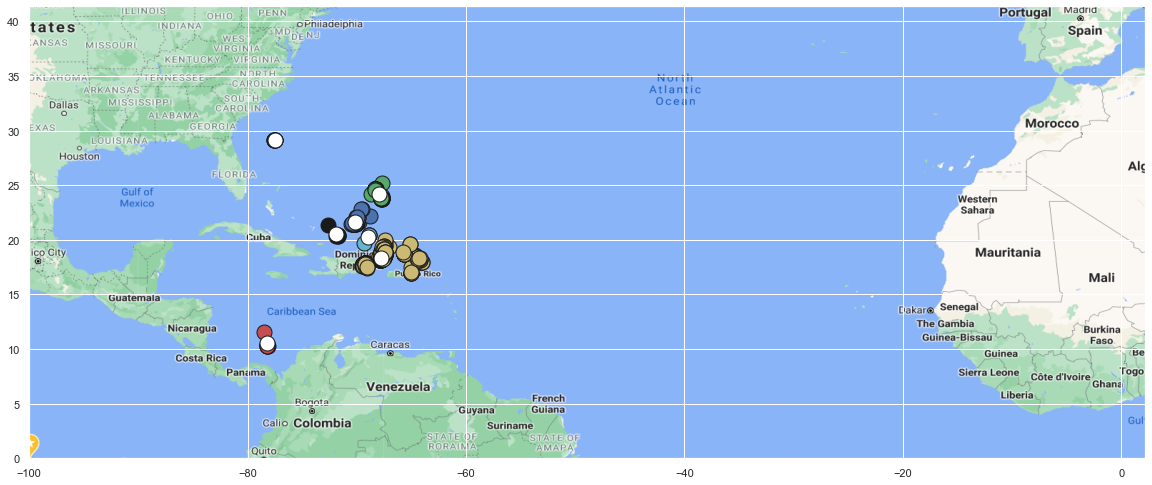 ILLINOIS
OHIO
PENN
tates
INDIANA
Philadelphia
MD
DE NJ
KANSAS
MISSOURI
WEST
VIRGINIA
KENTUCKY
VIRGINIA
OKLAHOMA
TENNESSEE
NORTH
CAROLINA
ARKANSAS
MISSISSIPPI
SOUTH
CAROLINA
Dallas
ALABAMA
GEORGIA
EXAS
LOUISIANA
Houston
FLORIDA
Gulf of
Mexico
Cuba
ico City
Puerto Rico
Guatemala
Caribbean Sea
Nicaragua
Costa Rica
Panama
Caracas
Venezuela
Bogota
Cali
Colombia
Guyana
French
Guiana
Suriname
STATE OF
RORAIMA
STATE OF
AMAPA
Quito
North
Atlantic
Ocean
Portugal
Madrid
Spain
Morocco
Alg
Western
Sahara
Mauritania
Mali
Dakar
Senegal
The Gambia
Guinea-Bissau
Burkina
Faso
Guinea
Be
Sierra Leone
Côte d'Ivoire
Togo
Ghana
Liberia
Gulf
40
35
30
25
20
15
10
5
0
−100
−80
−60
−40
−20
0